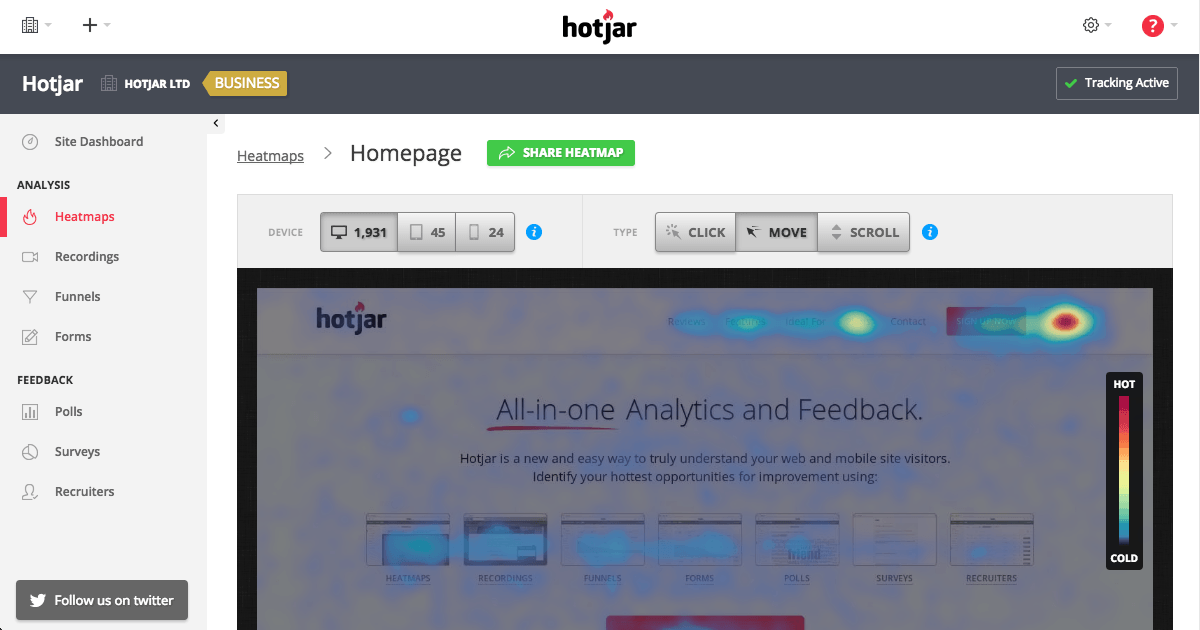 hotjar
?
Hotjar HOTJAR LTD BUSINESS Tracking Active
Site Dashboard
ANALYSIS
Heatmaps
Recordings
Funnels
Forms
FEEDBACK
Polls
Surveys
Recruiters
Follow us on twitter
Heatmaps > Homepage SHARE HEATMAP
DEVICE 1,931 45 24 i TYPE CLICK MOVE SCROLL i
hotjar Reviews Ideal For Contact SIGN UP NOW
HOT
COLD
All-in-one Analytics and Feedback.
Hotjar is a new and easy way to truly understand your web and mobile site visitors.
Identify your hottest opportunities for improvement using:
friend
HEATMAPS RECORDINGS FUNNELS FORMS POLLS SURVEYS RECRUITERS